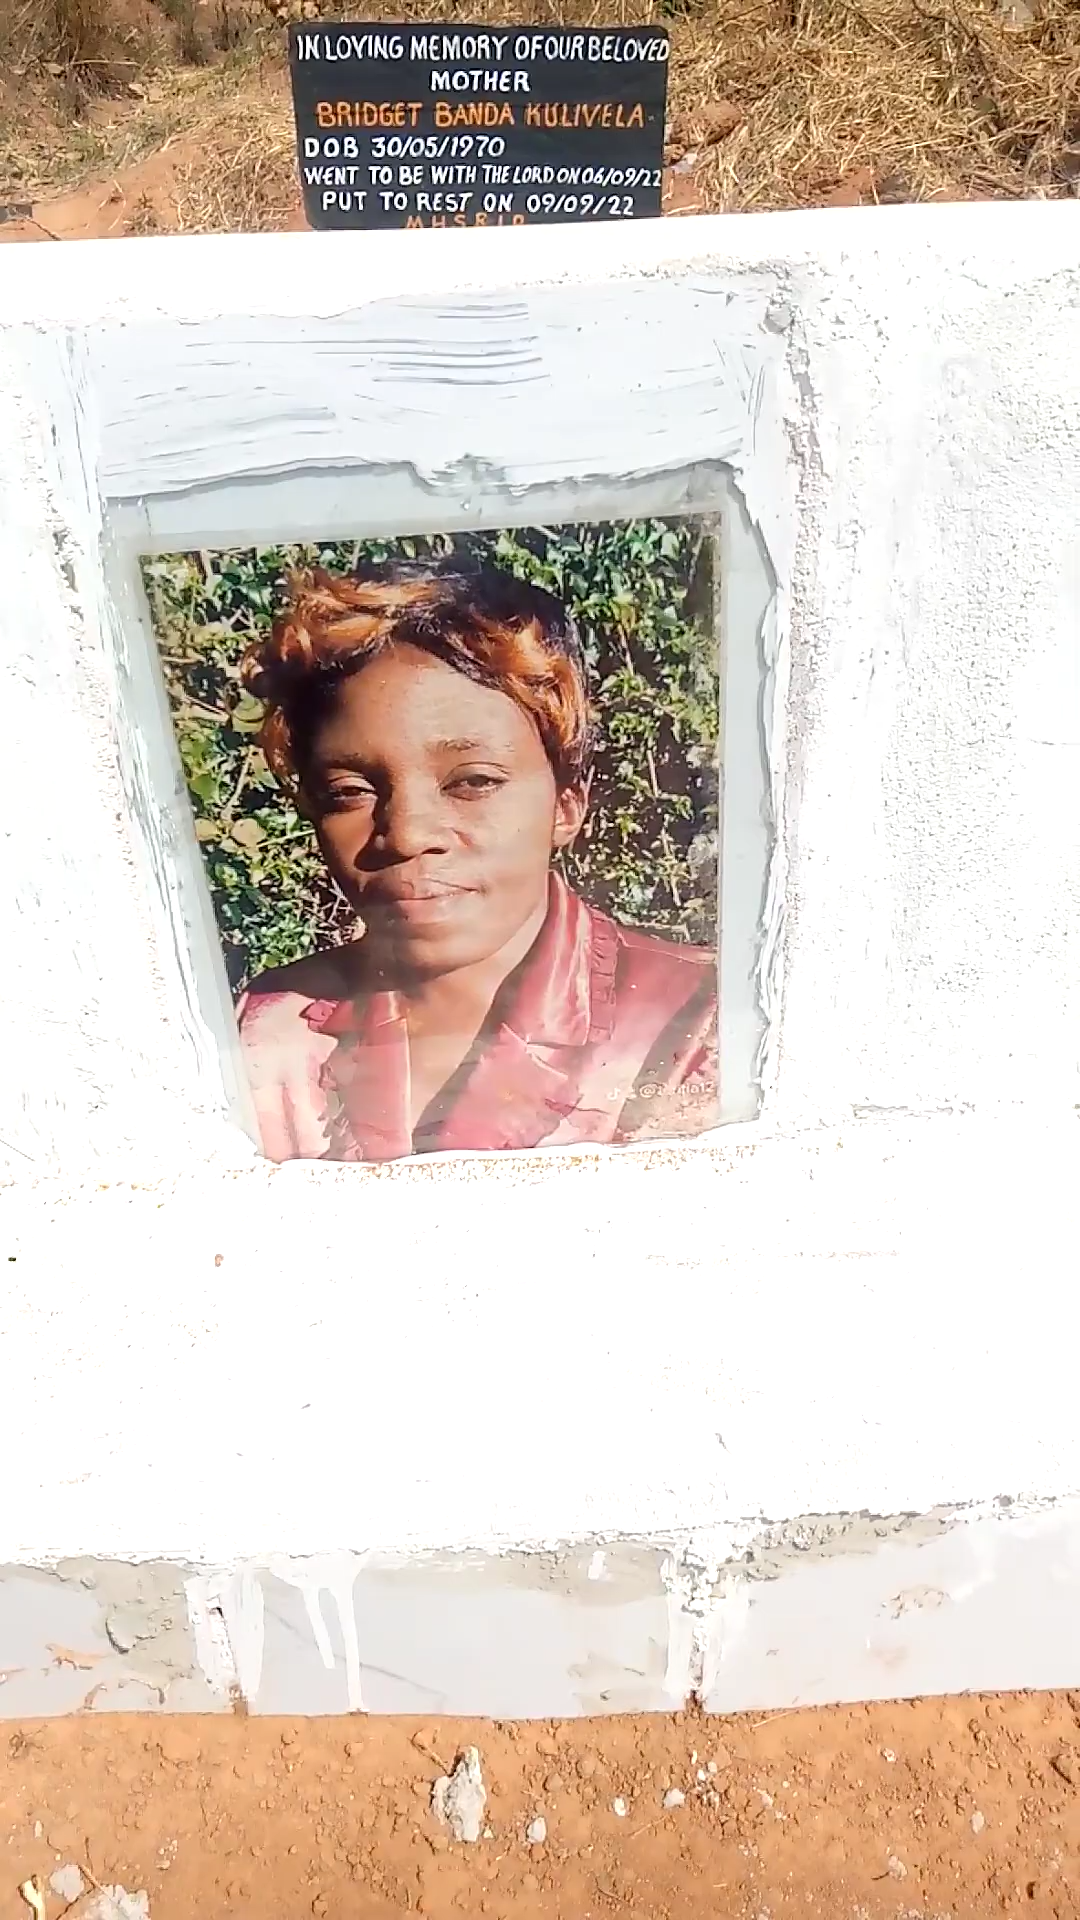 IN LOVING MEMORY OF OUR BELOVED
MOTHER
BRIDGET BANDA KULIVELA
DOB 30/05/1970
WENT TO BE WITH THE LORD ON 06/09/22
PUT TO REST ON 09/09/22
M H S R I P